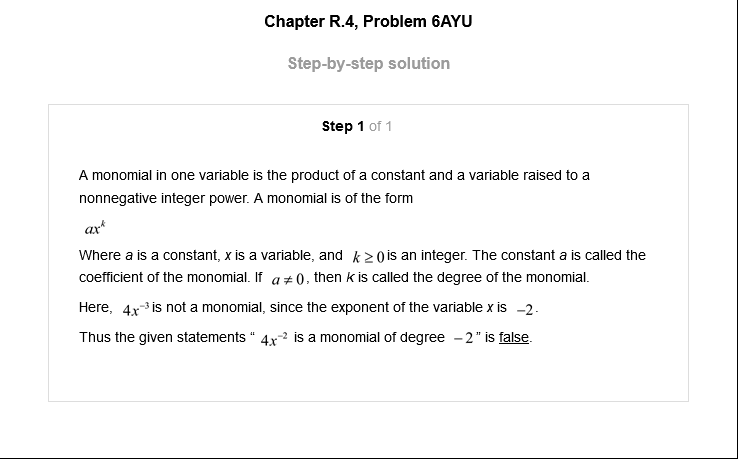 Chapter R.4, Problem 6AYU
Step-by-step solution
Step 1 of 1
A monomial in one variable is the product of a constant and a variable raised to a
nonnegative integer power. A monomial is of the form
axᵏ
Where a is a constant, x is a variable, and k ≥ 0 is an integer. The constant a is called the
coefficient of the monomial. If a ≠ 0, then k is called the degree of the monomial.
Here, 4x⁻³ is not a monomial, since the exponent of the variable x is −2.
Thus the given statements “ 4x⁻² is a monomial of degree −2” is false.